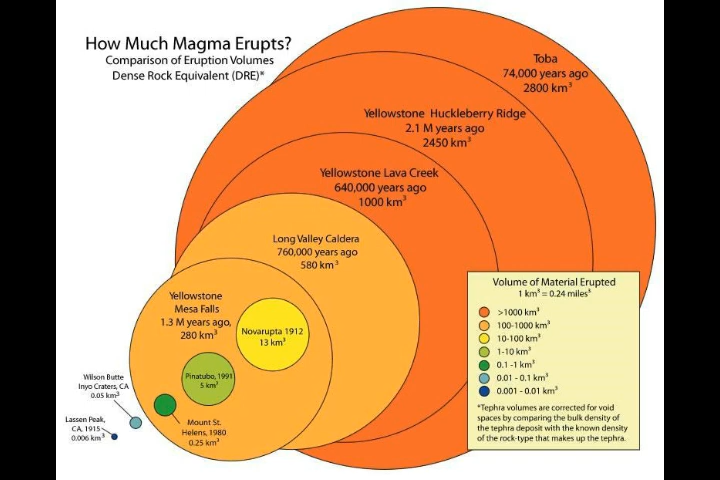 How Much Magma Erupts?
Comparison of Eruption Volumes
Dense Rock Equivalent (DRE)*
Toba
74,000 years ago
2800 km³
Yellowstone Huckleberry Ridge
2.1 M years ago
2450 km³
Yellowstone Lava Creek
640,000 years ago
1000 km³
Long Valley Caldera
760,000 years ago
580 km³
Yellowstone
Mesa Falls
1.3 M years ago,
280 km³
Novarupta 1912
13 km³
Pinatubo, 1991
5 km³
Mount St.
Helens, 1980
0.25 km³
Wilson Butte
Inyo Craters, CA
0.05 km³
Lassen Peak,
CA, 1915
0.006 km³
Volume of Material Erupted
1 km³ = 0.24 miles³
>1000 km³
100-1000 km³
10-100 km³
1-10 km³
0.1 -1 km³
0.01 - 0.1 km³
0.001 - 0.01 km³
*Tephra volumes are corrected for void
spaces by comparing the bulk density of
the tephra deposit with the known density
of the rock-type that makes up the tephra.